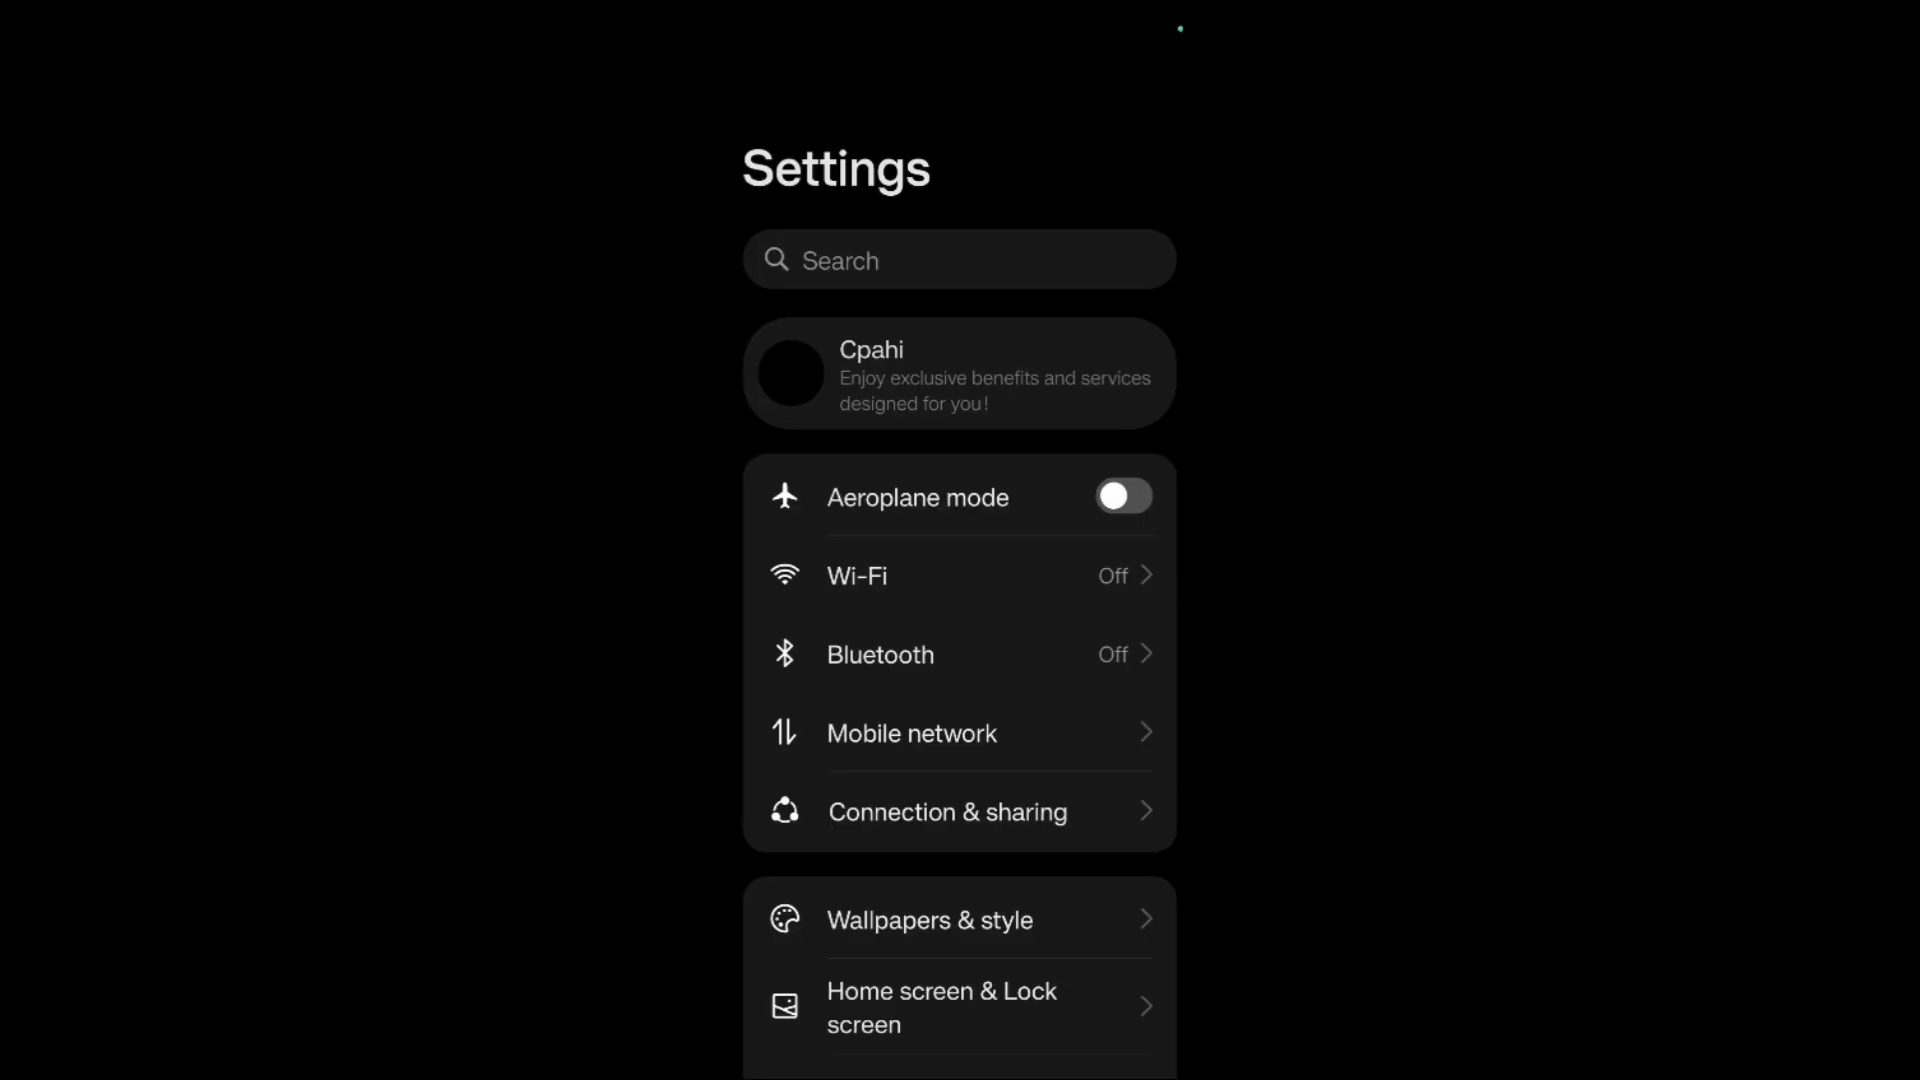 Settings
Search
Cpahi
Enjoy exclusive benefits and services
designed for you!
Aeroplane mode
Wi-Fi Off
Bluetooth Off
Mobile network
Connection & sharing
Wallpapers & style
Home screen & Lock
screen